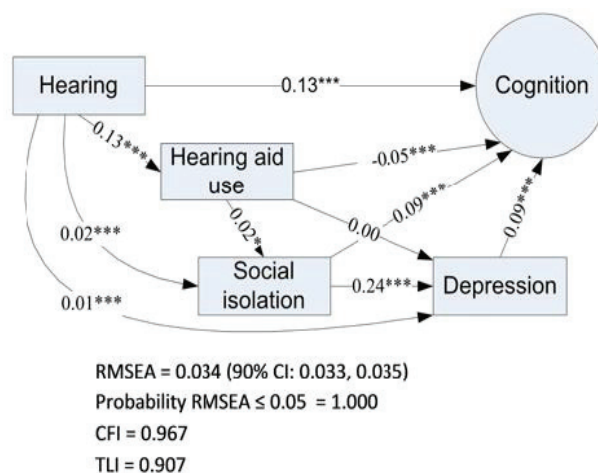 Hearing
0.13***
Cognition
0.13***
Hearing aid
use
-0.05***
0.02*
0.09***
0.00
0.09***
0.02***
Social
isolation
0.24***
Depression
0.01***
RMSEA = 0.034 (90% CI: 0.033, 0.035)
Probability RMSEA ≤ 0.05 = 1.000
CFI = 0.967
TLI = 0.907